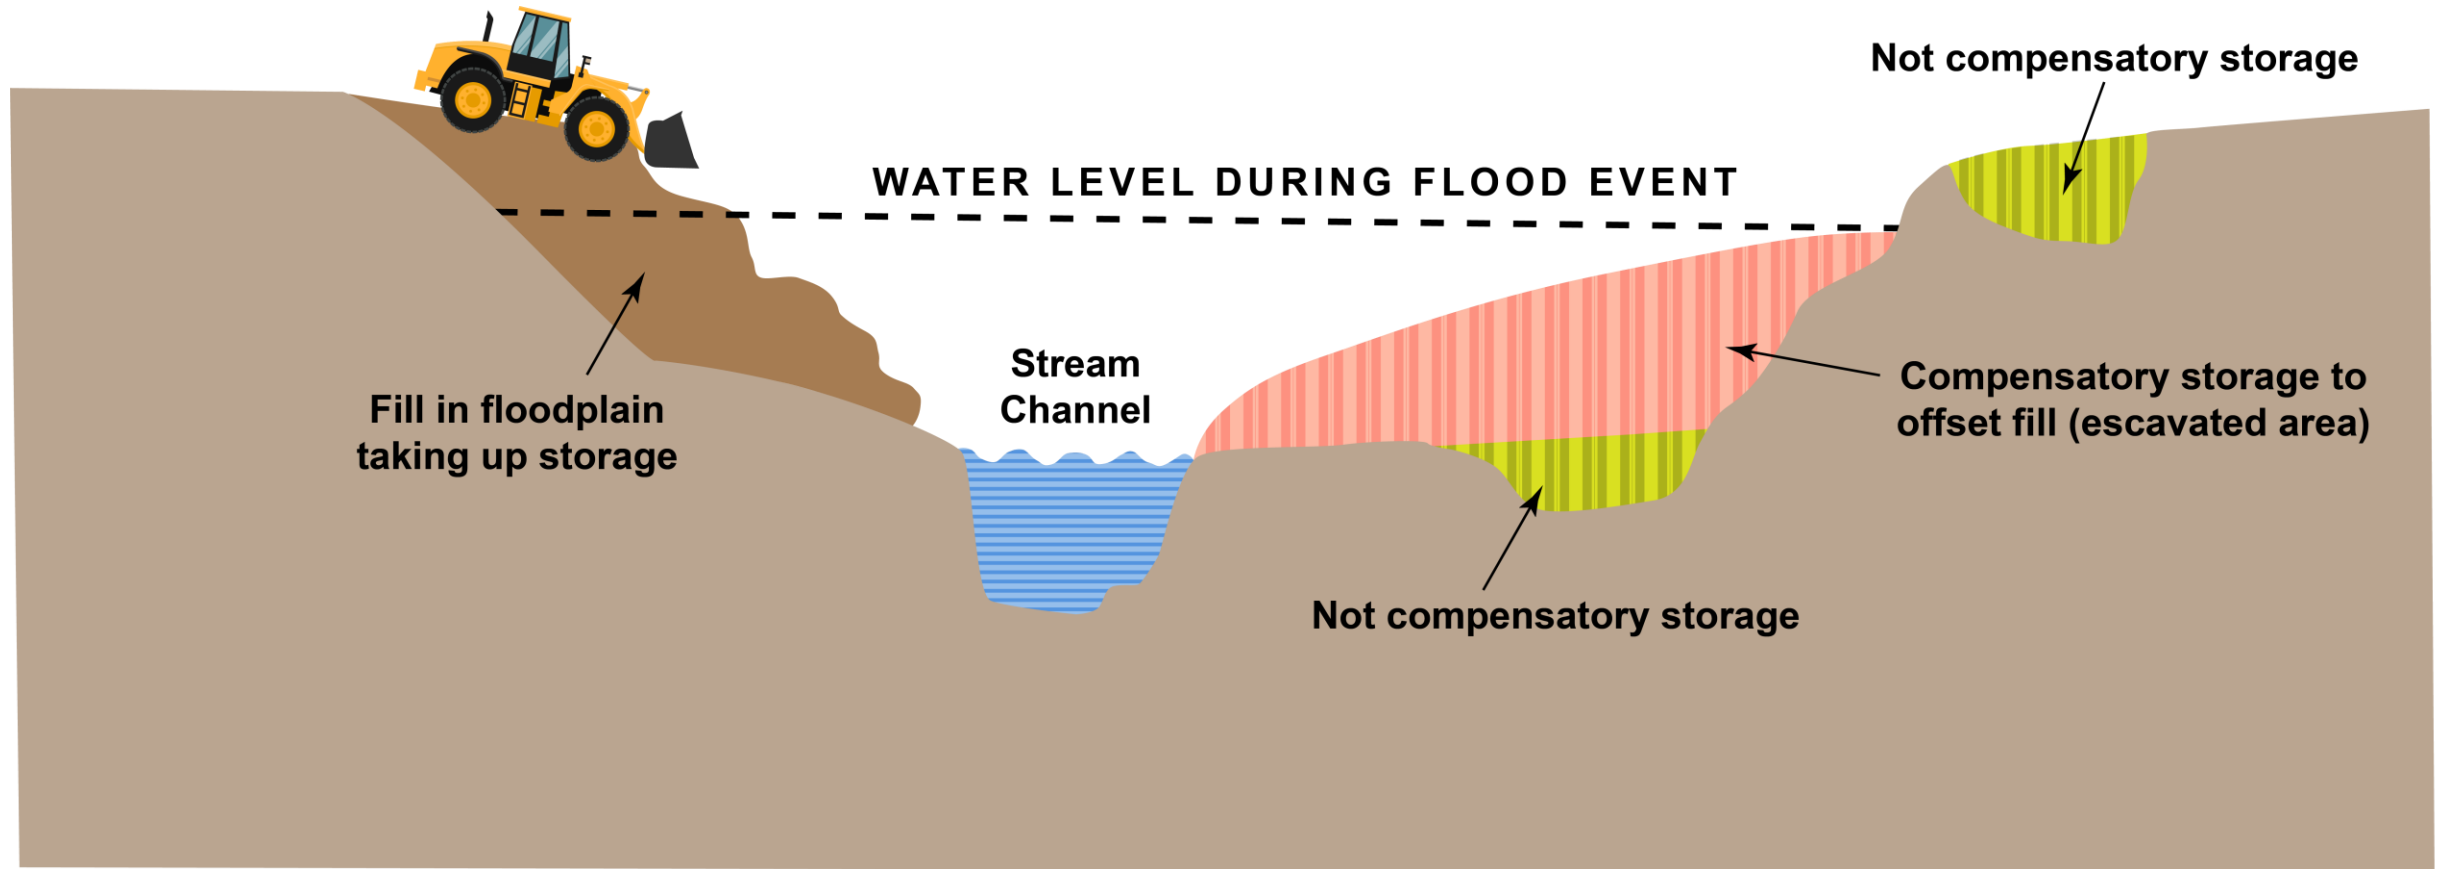 Not compensatory storage
WATER LEVEL DURING FLOOD EVENT
Stream
Channel
Fill in floodplain
taking up storage
Compensatory storage to
offset fill (escavated area)
Not compensatory storage